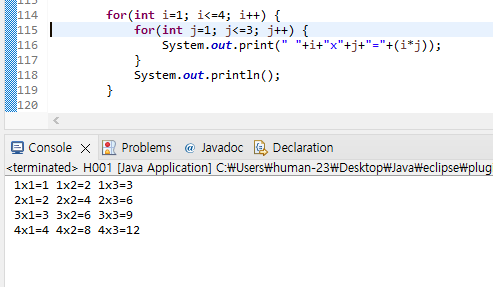 114 for(int i=1; i<=4; i++) {
115 for(int j=1; j<=3; j++) {
116 System.out.print(" "+i+"x"+j+"="+(i*j));
117 }
118 System.out.println();
119 }
120
Console Problems @ Javadoc Declaration
<terminated> H001 [Java Application] C:₩Users₩human-23₩Desktop₩Java₩eclipse₩plug
1x1=1 1x2=2 1x3=3
2x1=2 2x2=4 2x3=6
3x1=3 3x2=6 3x3=9
4x1=4 4x2=8 4x3=12